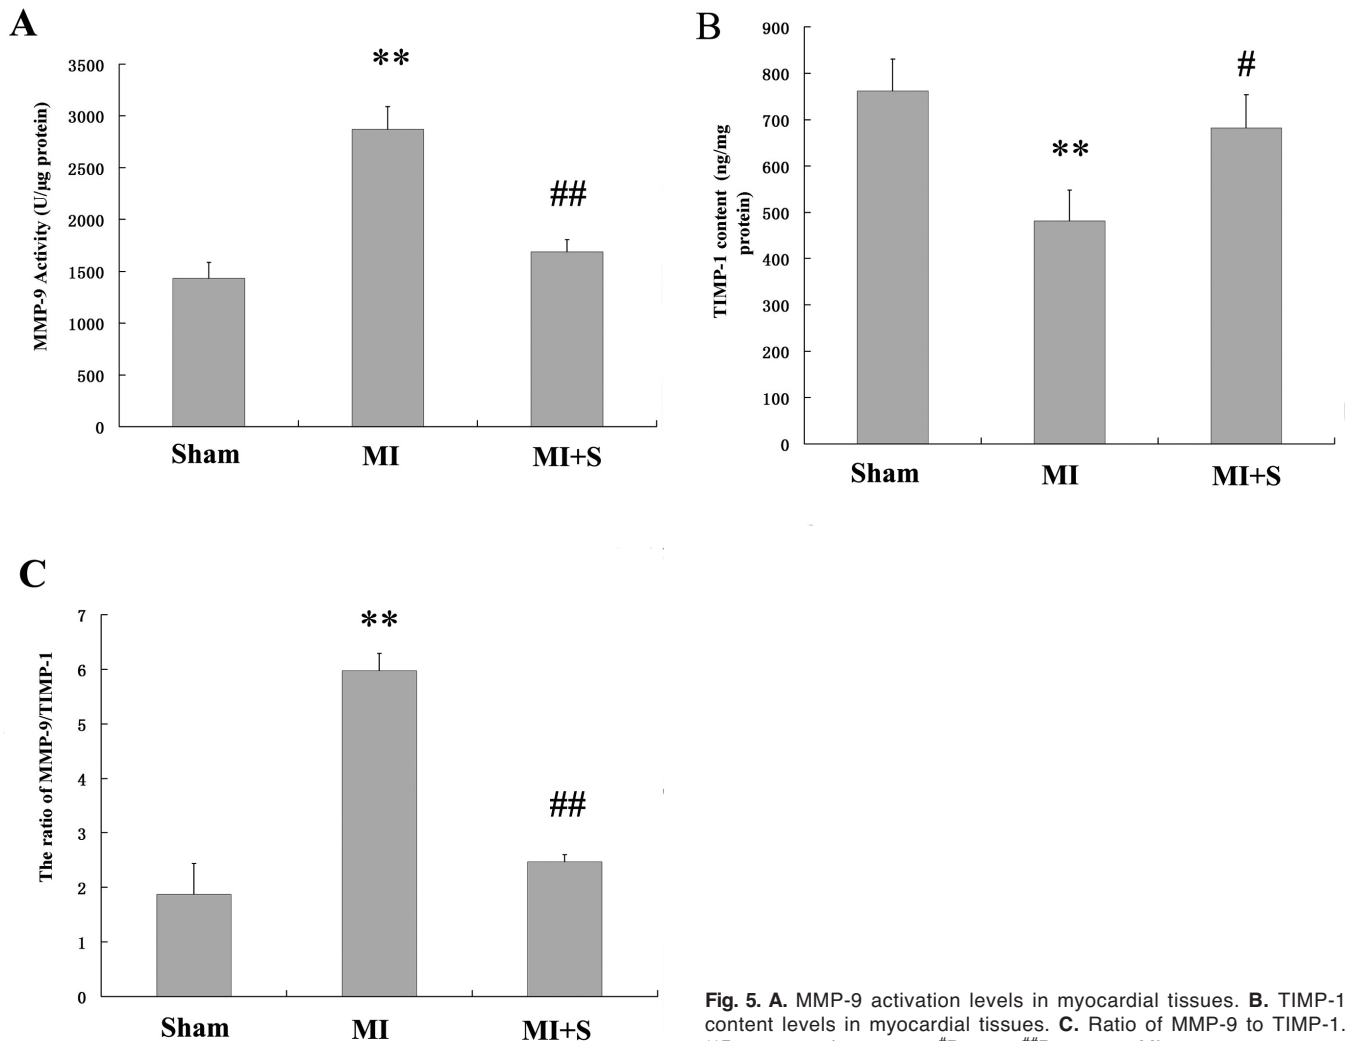 A
MMP-9 Activity (U/μg protein)
3500
3000
2500
2000
1500
1000
500
0
**
##
Sham MI MI+S
B
TIMP-1 content (ng/mg
protein)
900
800
700
600
500
400
300
200
100
0
**
#
Sham MI MI+S
C
The ratio of MMP-9/TIMP-1
7
6
5
4
3
2
1
0
**
##
Sham MI MI+S
Fig. 5. A. MMP-9 activation levels in myocardial tissues. B. TIMP-1
content levels in myocardial tissues. C. Ratio of MMP-9 to TIMP-1.